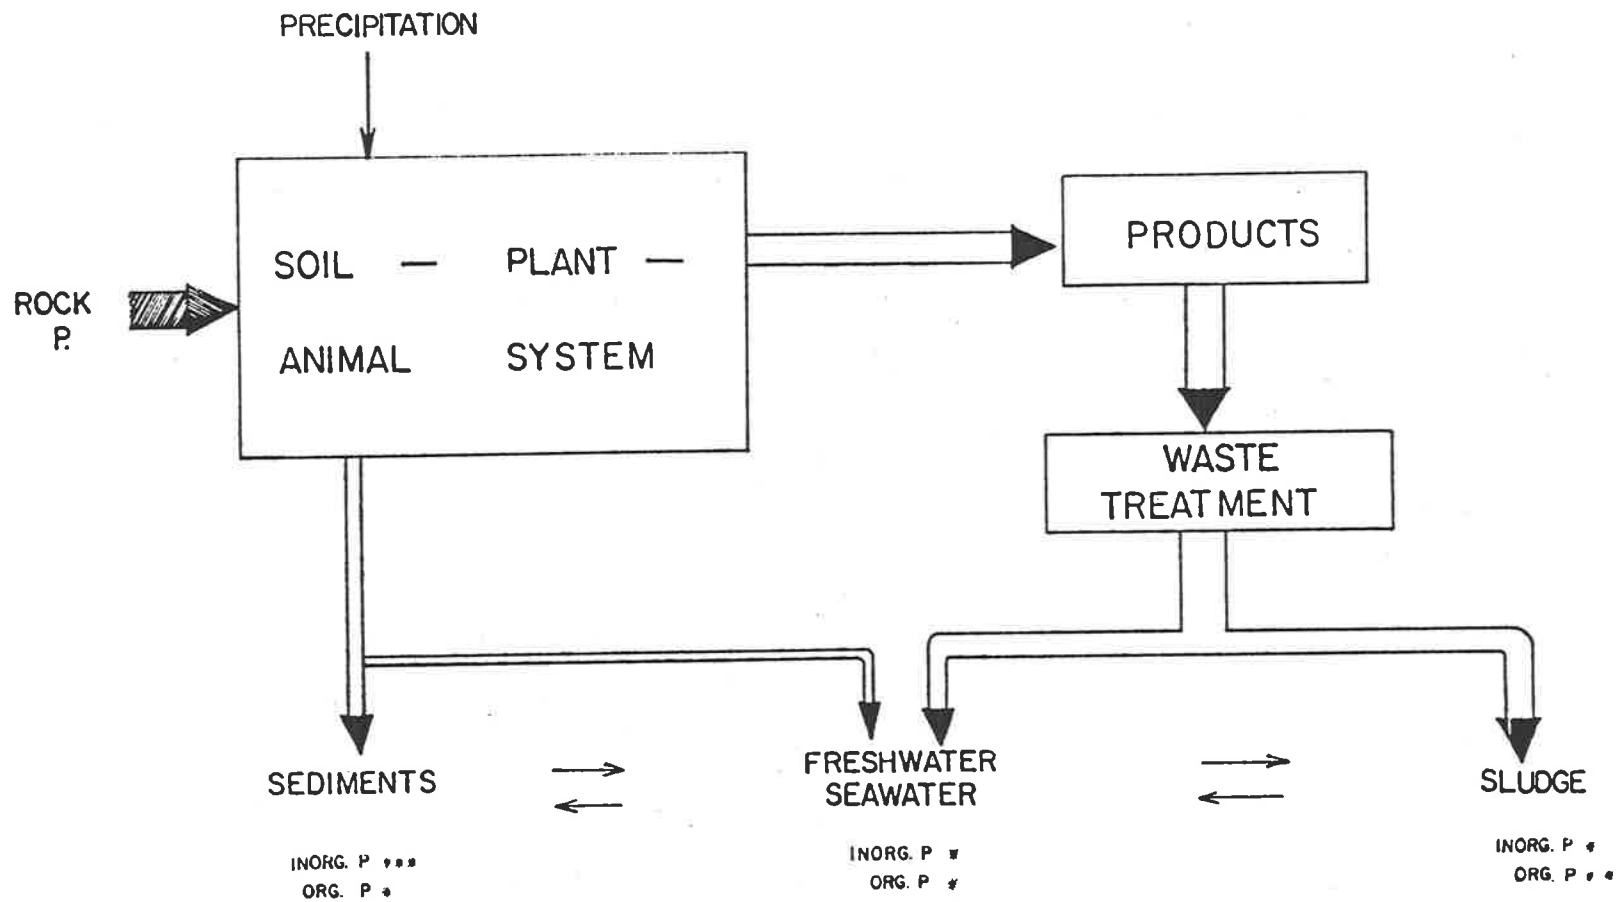 PRECIPITATION
SOIL — PLANT —
ANIMAL SYSTEM
ROCK
P.
PRODUCTS
WASTE
TREATMENT
SEDIMENTS
FRESHWATER
SEAWATER
SLUDGE
INORG. P ***
ORG. P *
INORG. P *
ORG. P *
INORG. P *
ORG. P **